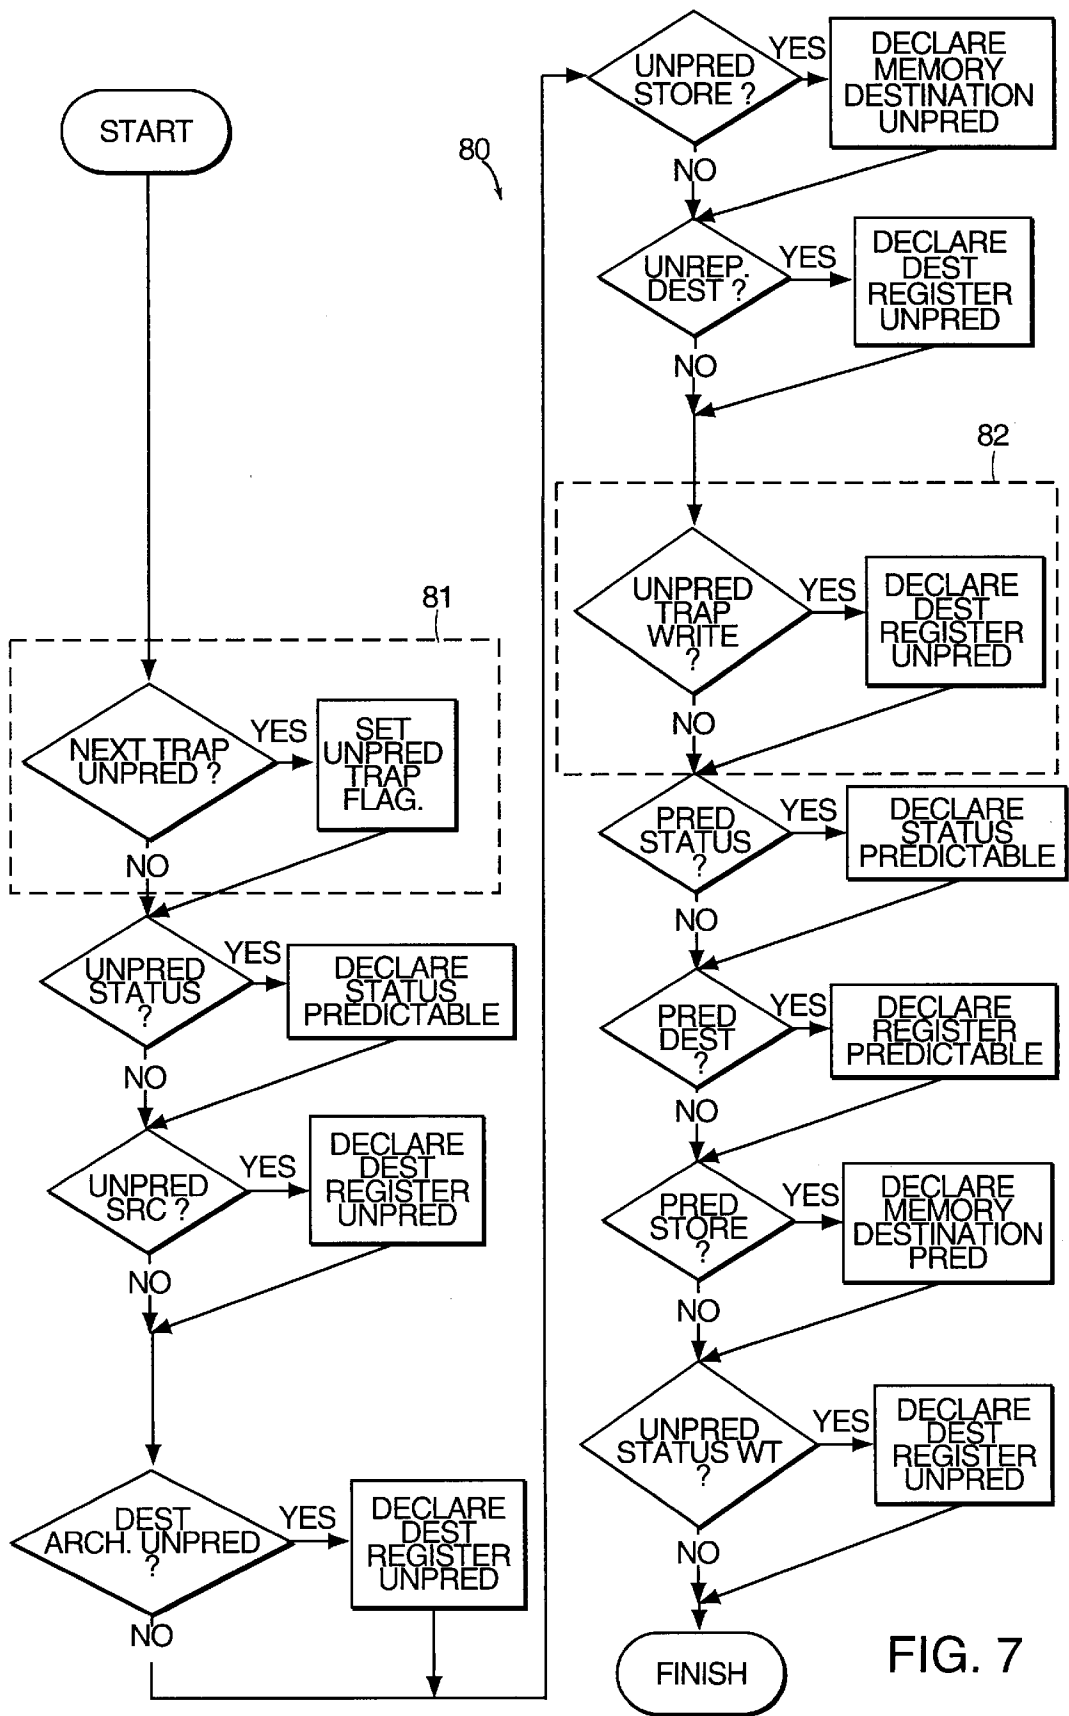 START
80
81
NEXT TRAP
UNPRED ?
YES
SET
UNPRED
TRAP
FLAG.
NO
UNPRED
STATUS
?
YES
DECLARE
STATUS
PREDICTABLE
NO
UNPRED
SRC ?
YES
DECLARE
DEST
REGISTER
UNPRED
NO
DEST
ARCH. UNPRED
?
YES
DECLARE
DEST
REGISTER
UNPRED
NO
UNPRED
STORE ?
YES
DECLARE
MEMORY
DESTINATION
UNPRED
NO
UNREP.
DEST ?
YES
DECLARE
DEST
REGISTER
UNPRED
NO
82
UNPRED
TRAP
WRITE
?
YES
DECLARE
DEST
REGISTER
UNPRED
NO
PRED
STATUS
?
YES
DECLARE
STATUS
PREDICTABLE
NO
PRED
DEST
?
YES
DECLARE
REGISTER
PREDICTABLE
NO
PRED
STORE
?
YES
DECLARE
MEMORY
DESTINATION
PRED
NO
UNPRED
STATUS WT
?
YES
DECLARE
DEST
REGISTER
UNPRED
NO
FINISH
FIG. 7